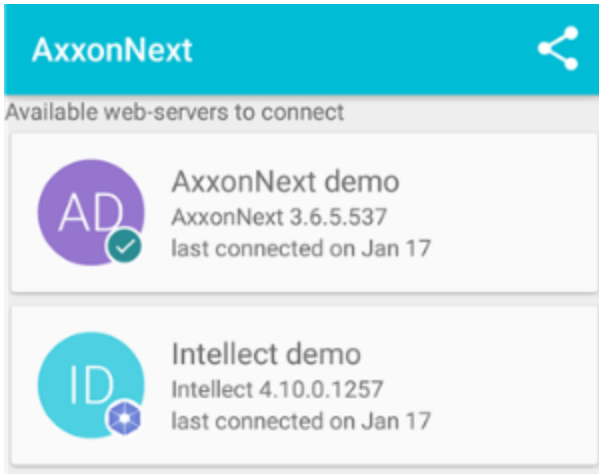 AxxonNext
Available web-servers to connect
AD
AxxonNext demo
AxxonNext 3.6.5.537
last connected on Jan 17
ID
Intellect demo
Intellect 4.10.0.1257
last connected on Jan 17